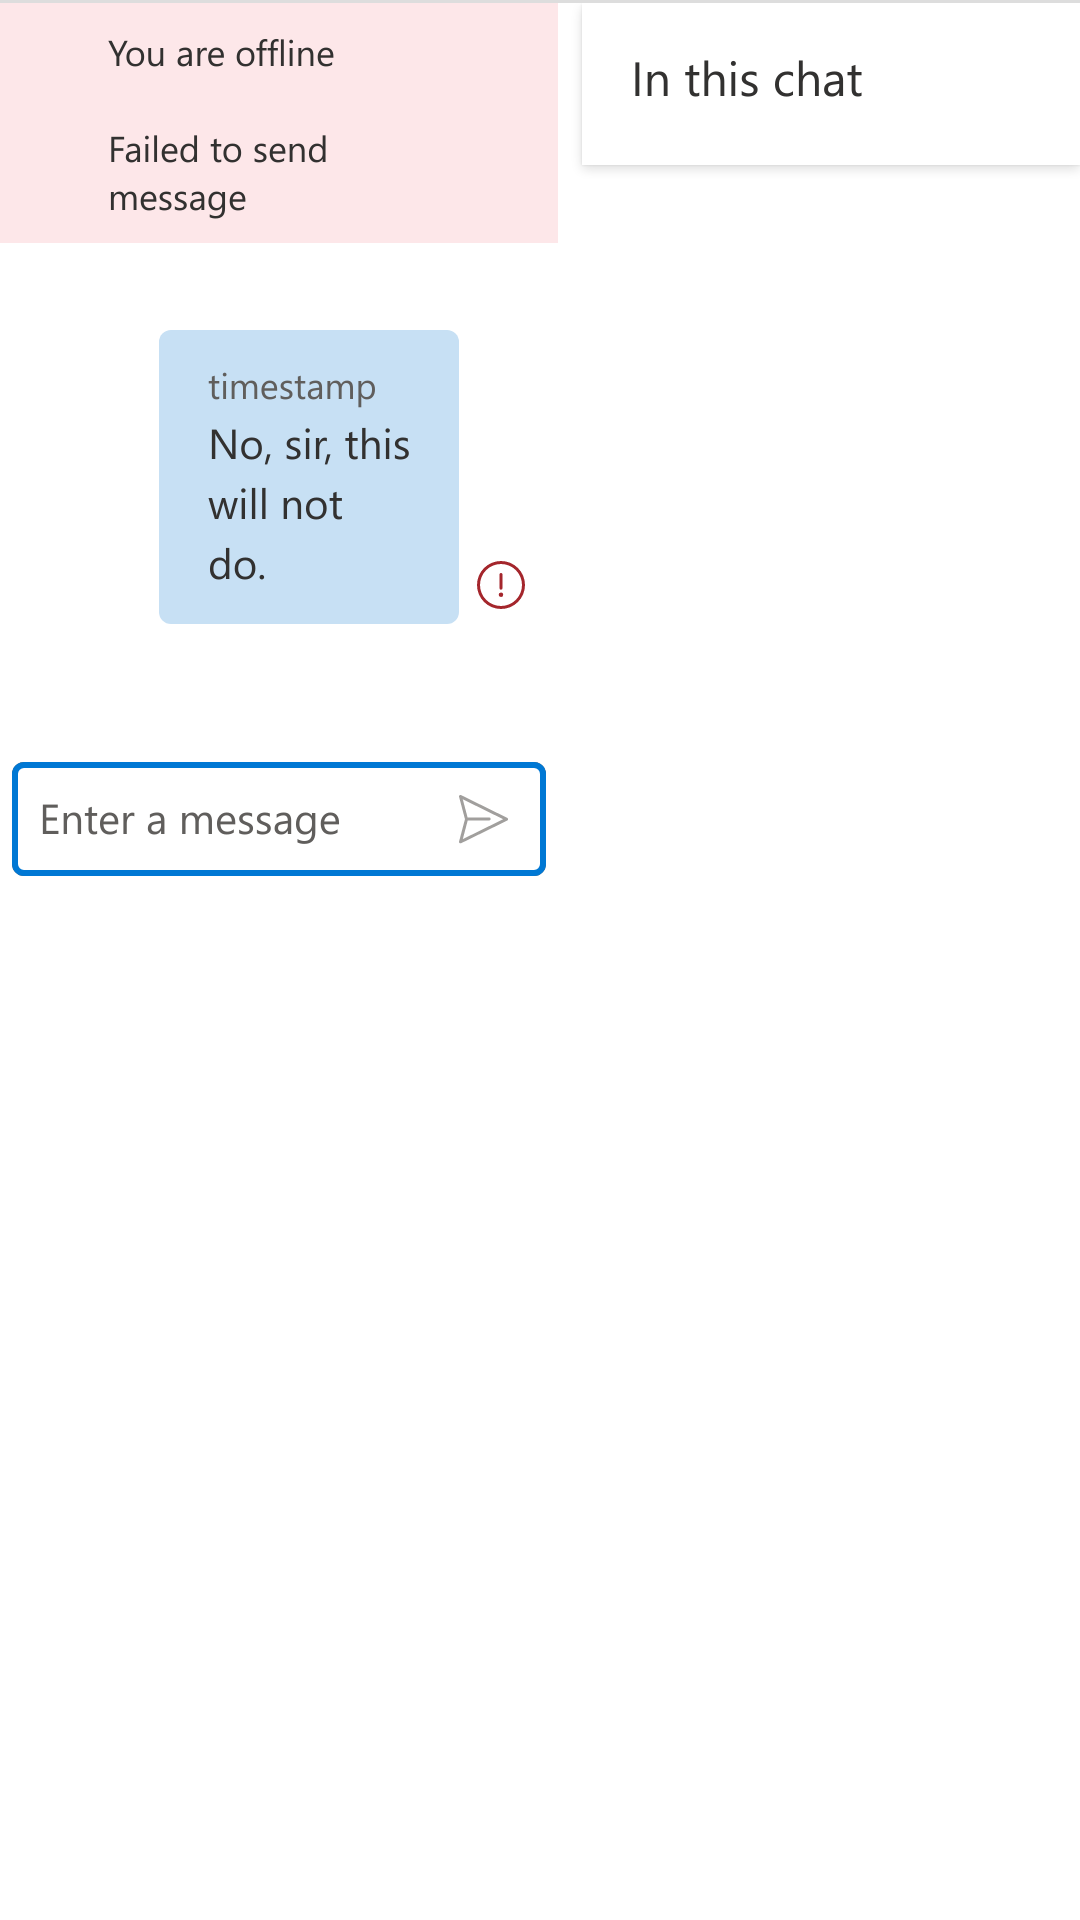 You are offline
Failed to send
message
In this chat
timestamp
No, sir, this
will not
do.
Enter a message